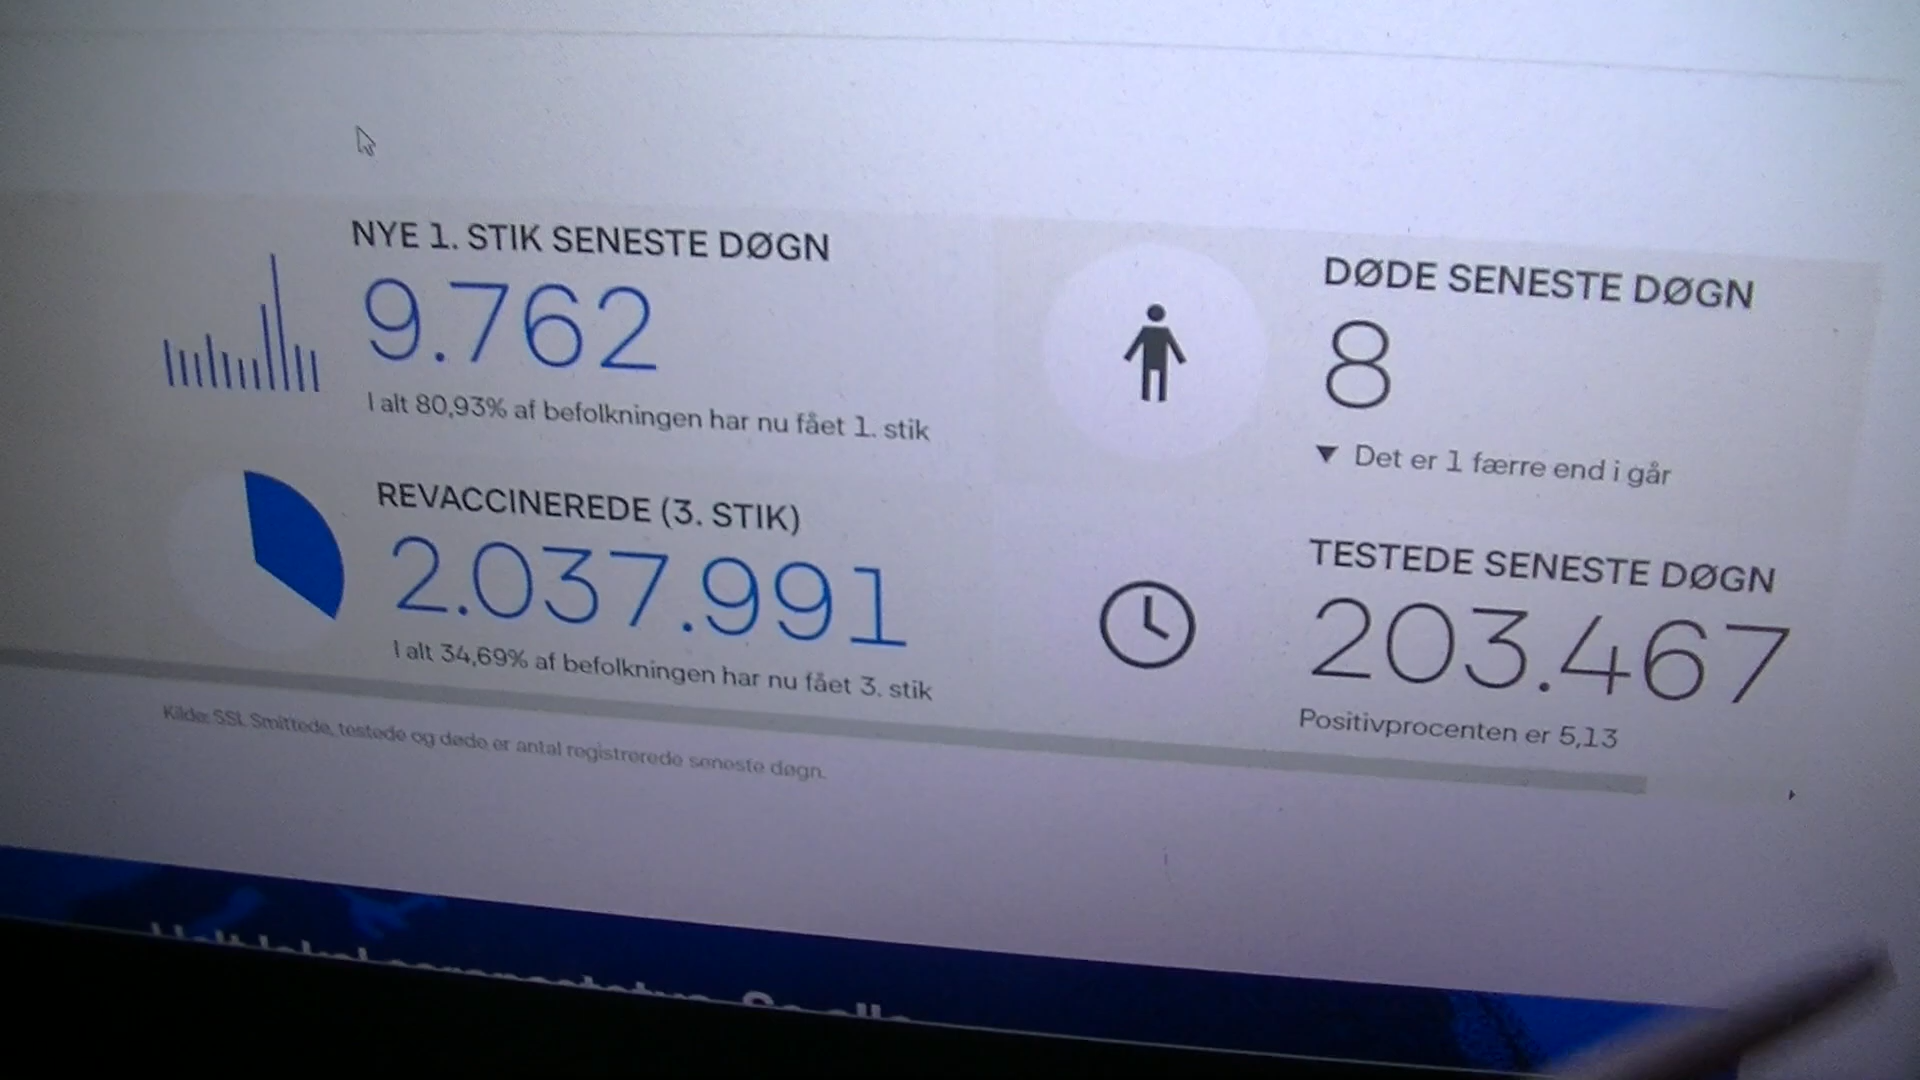 NYE 1. STIK SENESTE DØGN
9.762
I alt 80,93% af befolkningen har nu fået 1. stik
REVACCINEREDE (3. STIK)
2.037.991
I alt 34,69% af befolkningen har nu fået 3. stik
DØDE SENESTE DØGN
8
▼ Det er 1 færre end i går
TESTEDE SENESTE DØGN
203.467
Positivprocenten er 5,13
Kilde: SSI. Smittede, testede og døde er antal registrerede seneste døgn.